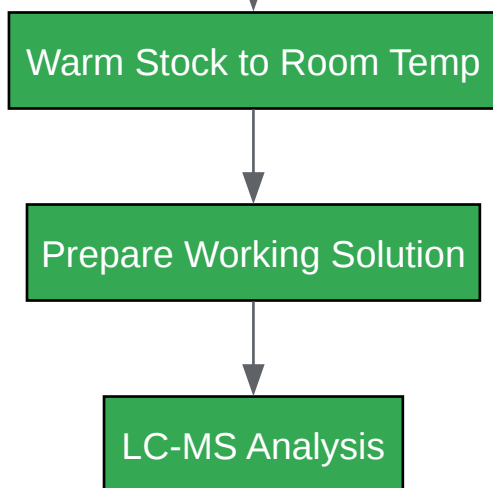 Warm Stock to Room Temp
Prepare Working Solution
LC-MS Analysis